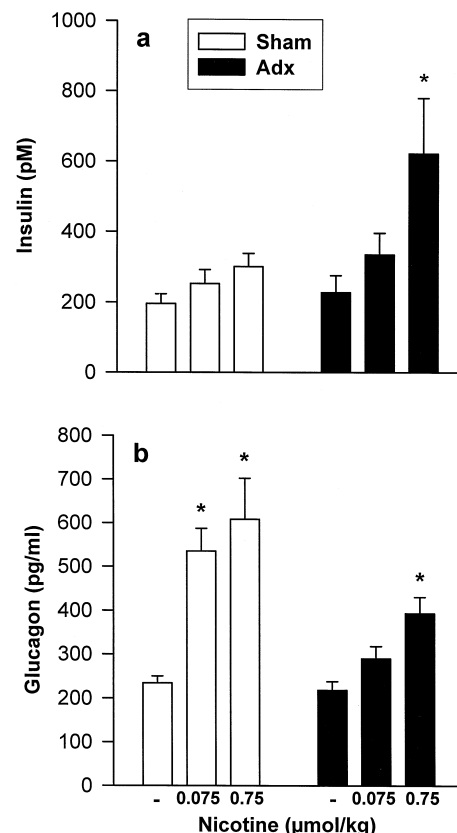 a
Sham
Adx
Insulin (pM)
1000
800
600
400
200
0
*
b
Glucagon (pg/ml)
800
700
600
500
400
300
200
100
0
* * *
- 0.075 0.75 - 0.075 0.75
Nicotine (µmol/kg)